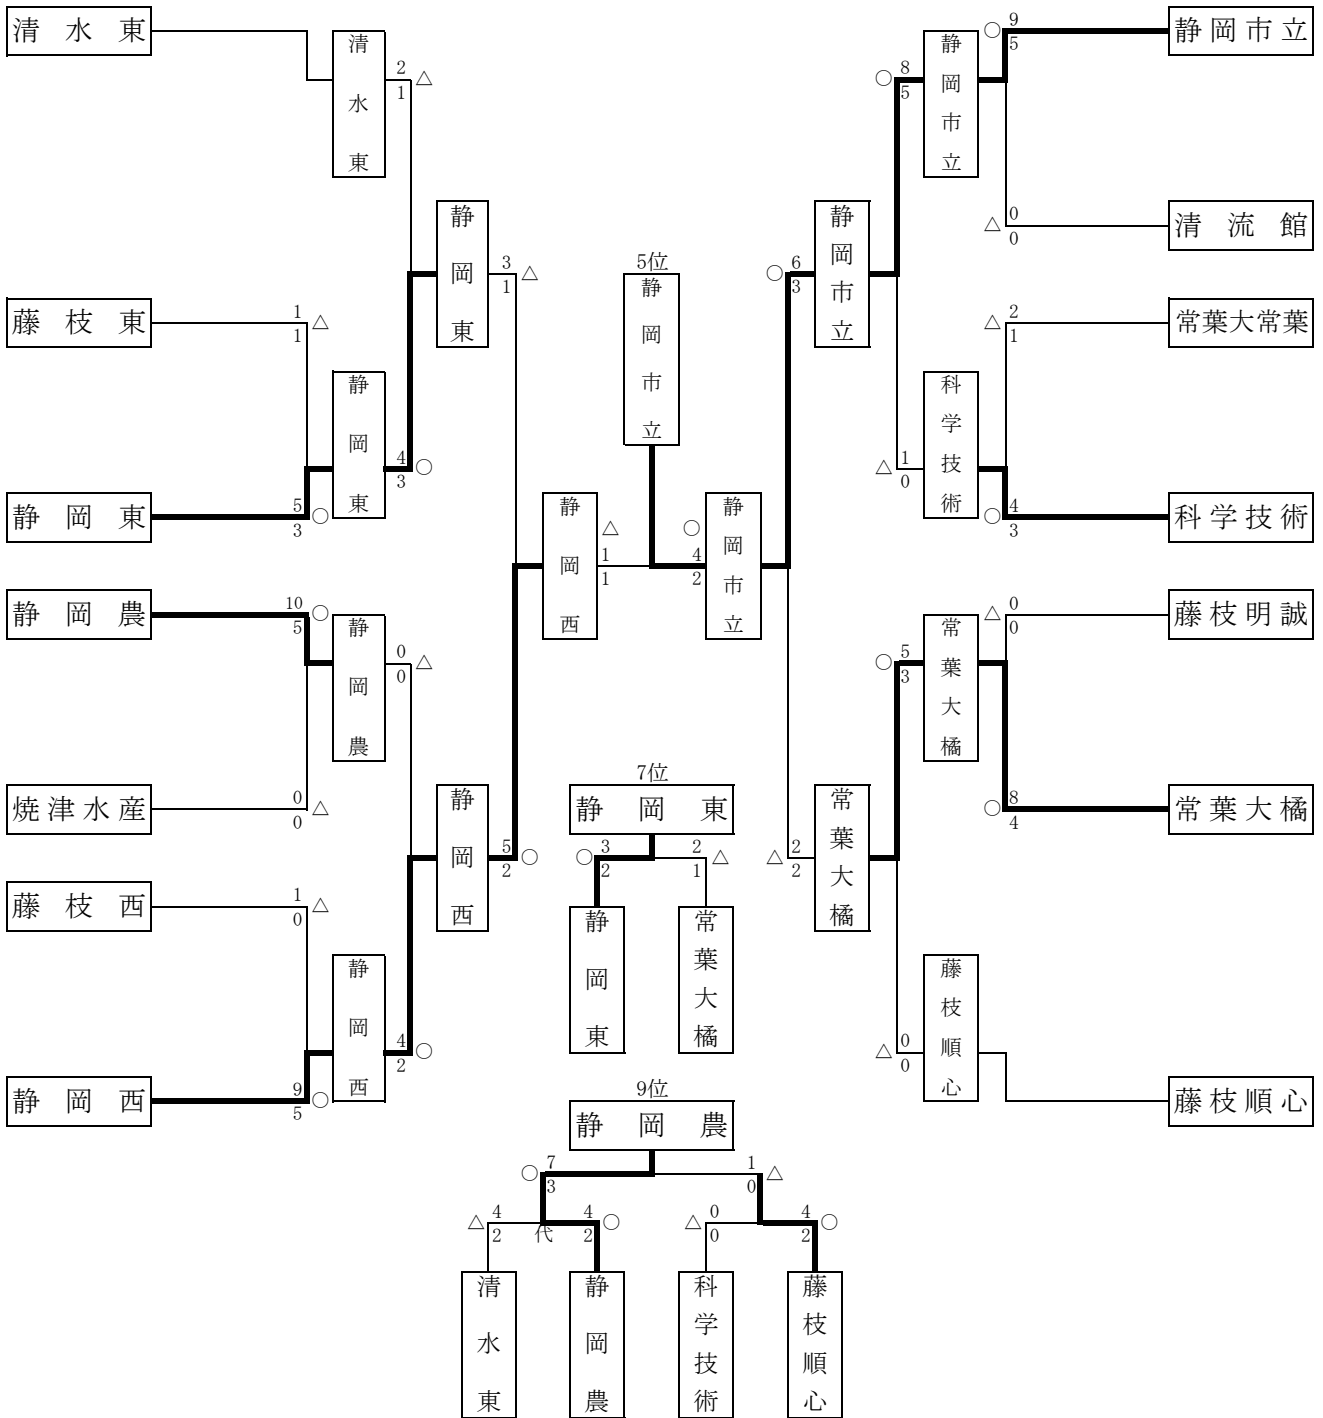 清水東
清水東
2
1
△
藤枝東
1
1
△
静岡東
4
3
○
静岡東
5
3
○
静岡東
3
1
△
静岡農
10
5
○
静岡農
0
0
△
焼津水産
0
0
△
藤枝西
1
0
△
静岡西
4
2
○
静岡西
9
5
○
静岡西
5
2
○
静岡西
△
1
1
5位
静岡市立
○
4
2
静岡市立
○
6
3
静岡市立
○
8
5
静岡市立
○
9
5
静岡市立
△
0
0
清流館
△
2
1
常葉大常葉
△
1
0
科学技術
○
4
3
科学技術
△
0
0
藤枝明誠
○
5
3
常葉大橘
○
8
4
常葉大橘
△
2
2
常葉大橘
△
0
0
藤枝順心
藤枝順心
7位
静岡東
○
3
2
2
1
△
静岡東
常葉大橘
9位
静岡農
○
7
3
1
0
△
△
4
2
代
4
2
○
△
0
0
4
2
○
清水東
静岡農
科学技術
藤枝順心